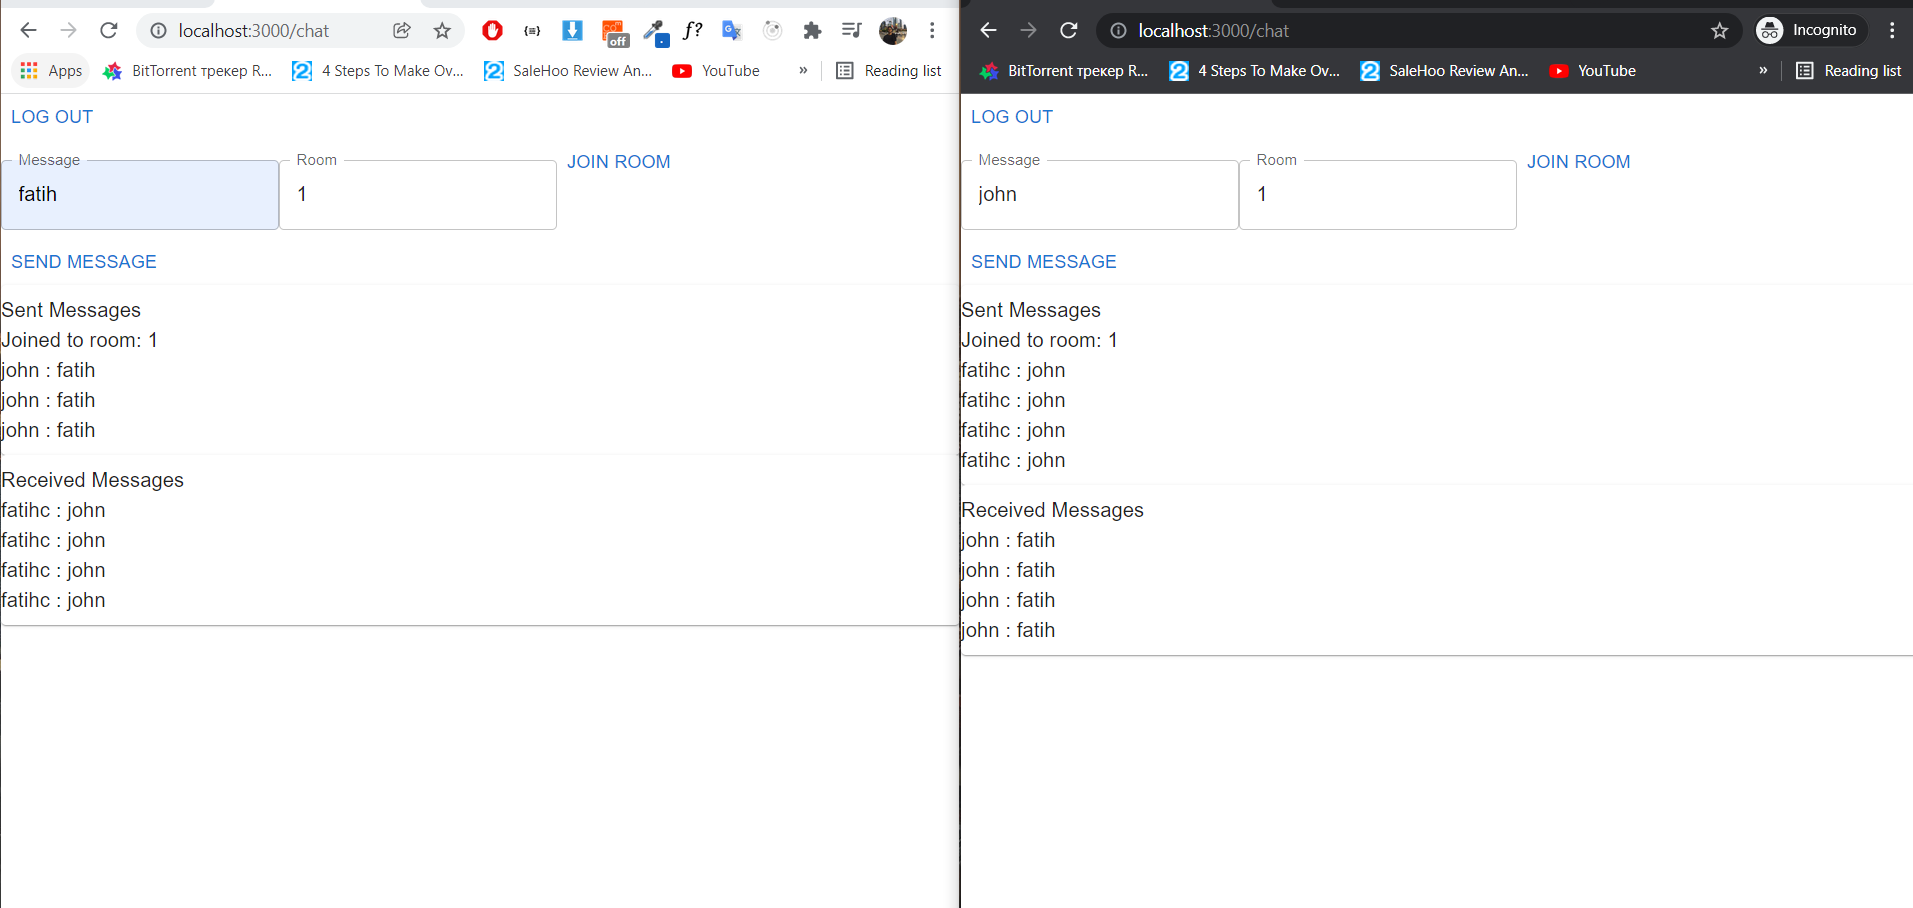 localhost:3000/chat
off
f?
Apps
BitTorrent трекер R...
4 Steps To Make Ov...
SaleHoo Review An...
YouTube
»
Reading list
LOG OUT
Message
fatih
Room
1
JOIN ROOM
SEND MESSAGE
Sent Messages
Joined to room: 1
john : fatih
john : fatih
john : fatih
Received Messages
fatihc : john
fatihc : john
fatihc : john
fatihc : john
localhost:3000/chat
Incognito
BitTorrent трекер R...
4 Steps To Make Ov...
SaleHoo Review An...
YouTube
»
Reading list
LOG OUT
Message
john
Room
1
JOIN ROOM
SEND MESSAGE
Sent Messages
Joined to room: 1
fatihc : john
fatihc : john
fatihc : john
fatihc : john
Received Messages
john : fatih
john : fatih
john : fatih
john : fatih